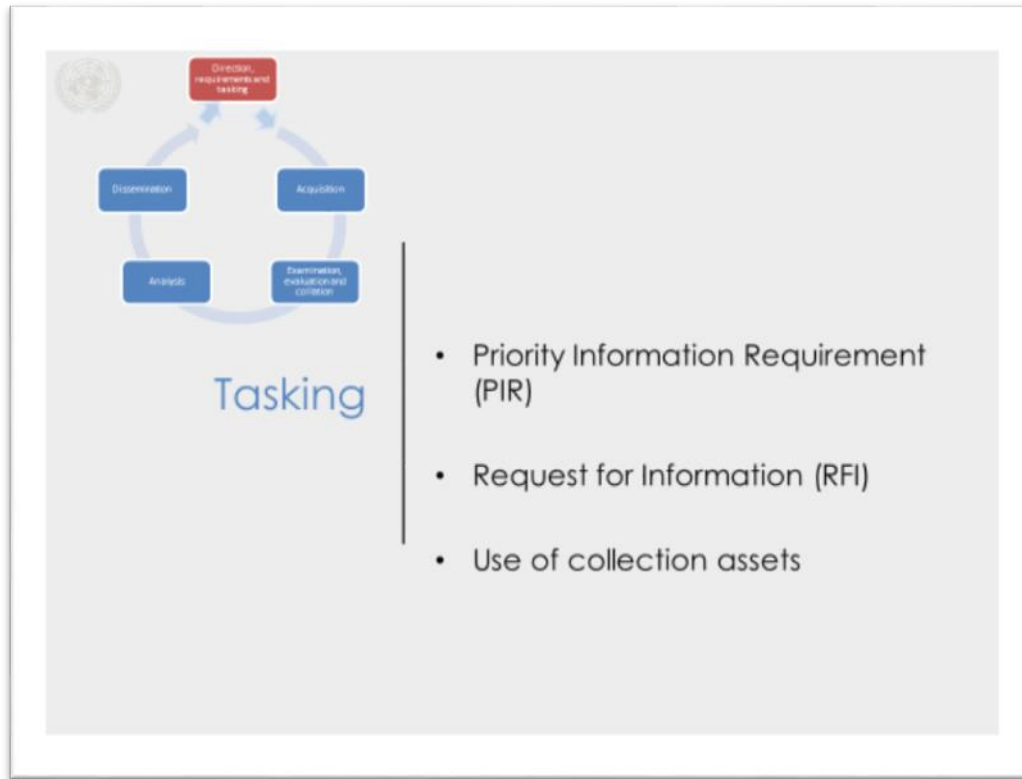 Direction,
requirements and
tasking
Dissemination
Acquisition
Analysis
Examination,
evaluation and
collation
Tasking
• Priority Information Requirement
(PIR)
• Request for Information (RFI)
• Use of collection assets